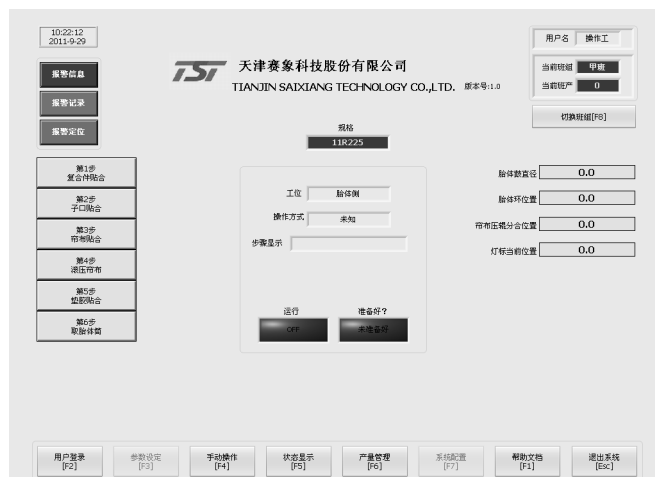 10:22:12
2011-9-29
报警信息
报警记录
报警定位
TST
天津赛象科技股份有限公司
TIANJIN SAIXIANG TECHNOLOGY CO.,LTD. 版本号:1.0
用户名 操作工
当前班组 甲班
当前班产 0
切换班组[F8]
规格
11R225
第1步
复合件贴合
第2步
子口贴合
第3步
帘布贴合
第4步
滚压帘布
第5步
垫胶贴合
第6步
取胎体筒
工位 胎体侧
操作方式 未知
步骤显示
运行 准备好?
OFF 未准备好
胎体鼓直径 0.0
胎体环位置 0.0
帘布压辊分合位置 0.0
灯标当前位置 0.0
用户登录
[F2]
参数设定
[F3]
手动操作
[F4]
状态显示
[F5]
产量管理
[F6]
系统配置
[F7]
帮助文档
[F1]
退出系统
[Esc]